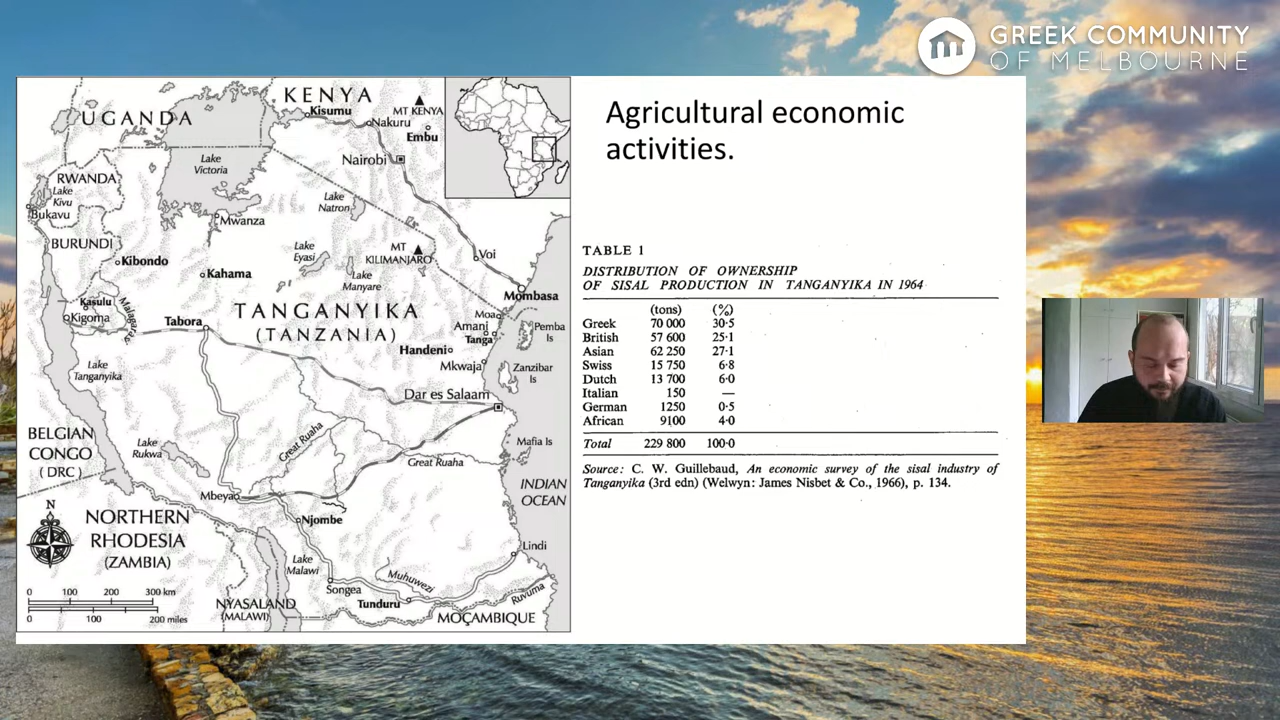 GREEK COMMUNITY
OF MELBOURNE
Agricultural economic
activities.
TABLE 1
DISTRIBUTION OF OWNERSHIP
OF SISAL PRODUCTION IN TANGANYIKA IN 1964
(tons) (%)
Greek 70 000 30·5
British 57 600 25·1
Asian 62 250 27·1
Swiss 15 750 6·8
Dutch 13 700 6·0
Italian 150 —
German 1250 0·5
African 9100 4·0
Total 229 800 100·0
Source: C. W. Guillebaud, An economic survey of the sisal industry of
Tanganyika (3rd edn) (Welwyn: James Nisbet & Co., 1966), p. 134.
KENYA
UGANDA
Kisumu
MT KENYA
Nakuru
Embu
Nairobi
Lake
Victoria
RWANDA
Lake
Kivu
Bukavu
Lake
Natron
Mwanza
BURUNDI
Lake
Eyasi
MT
KILIMANJARO
Voi
Kibondo
Kahama
Lake
Manyare
Mombasa
Kasulu
Kigoma
Malagarasi
TANGANYIKA
(TANZANIA)
Moa
Amani
Tanga
Pemba
Is
Tabora
Handeni
Mkwaja
Zanzibar
Is
Lake
Tanganyika
Dar es Salaam
BELGIAN
CONGO
(DRC)
Lake
Rukwa
Great Ruaha
Mafia Is
Great Ruaha
INDIAN
OCEAN
Mbeya
N
NORTHERN
RHODESIA
(ZAMBIA)
Njombe
Lindi
Lake
Malawi
0 100 200 300 km
0 100 200 miles
Songea
Muhuwezi
Ruvuma
NYASALAND
(MALAWI)
Tunduru
MOÇAMBIQUE